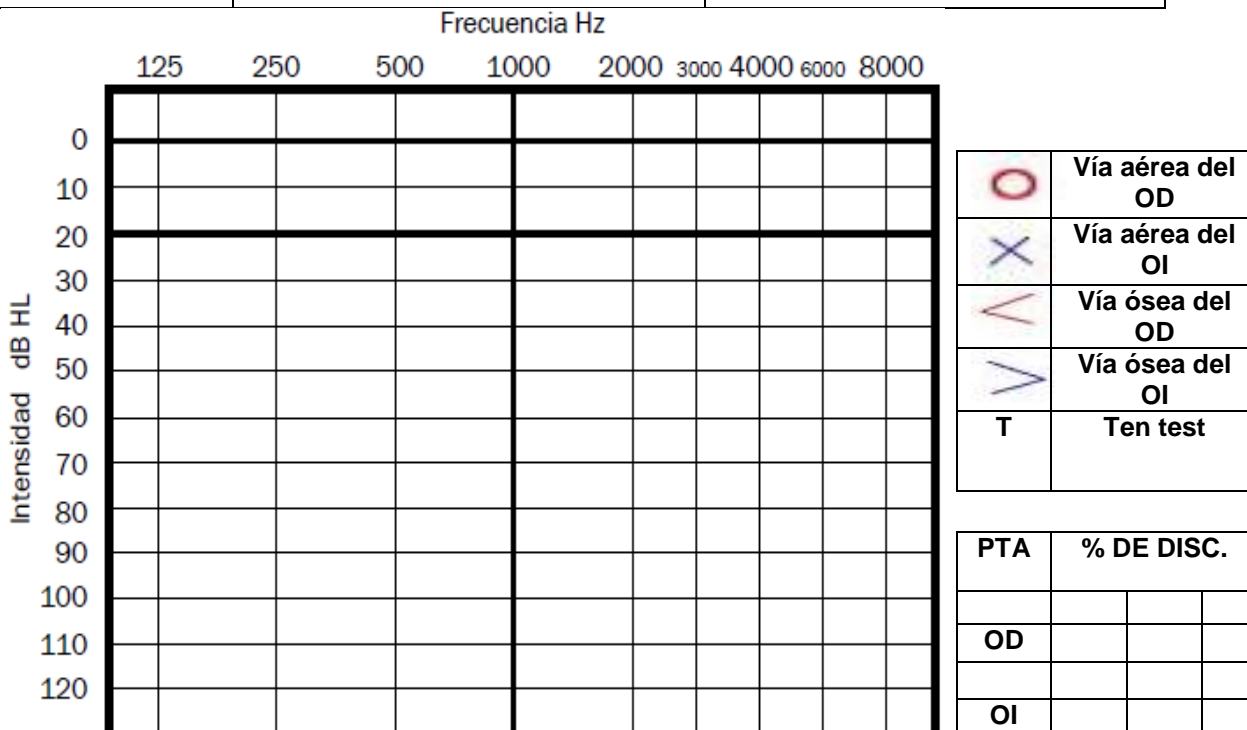 Frecuencia Hz
125 250 500 1000 2000 3000 4000 6000 8000
0
10
20
30
40
50
60
70
80
90
100
110
120
Intensidad dB HL
Vía aérea del
OD
Vía aérea del
OI
Vía ósea del
OD
Vía ósea del
OI
T Ten test
PTA % DE DISC.
OD
OI